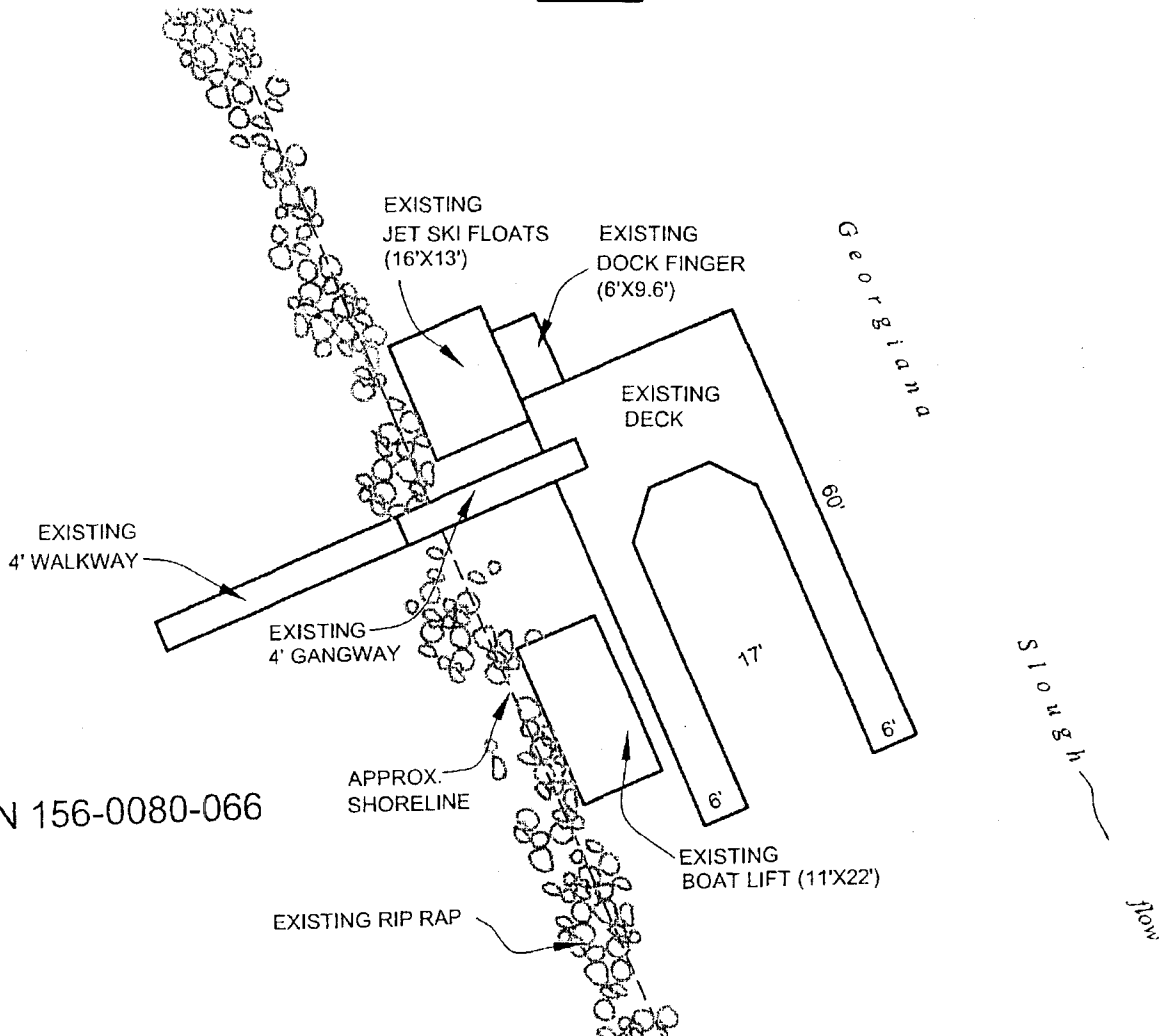 EXISTING
JET SKI FLOATS
(16'X13')
EXISTING
DOCK FINGER
(6'X9.6')
Georgiana
EXISTING
DECK
60'
EXISTING
4' WALKWAY
EXISTING
4' GANGWAY
17'
Slough
6'
6'
APPROX.
SHORELINE
N 156-0080-066
EXISTING
BOAT LIFT (11'X22')
EXISTING RIP RAP
flow